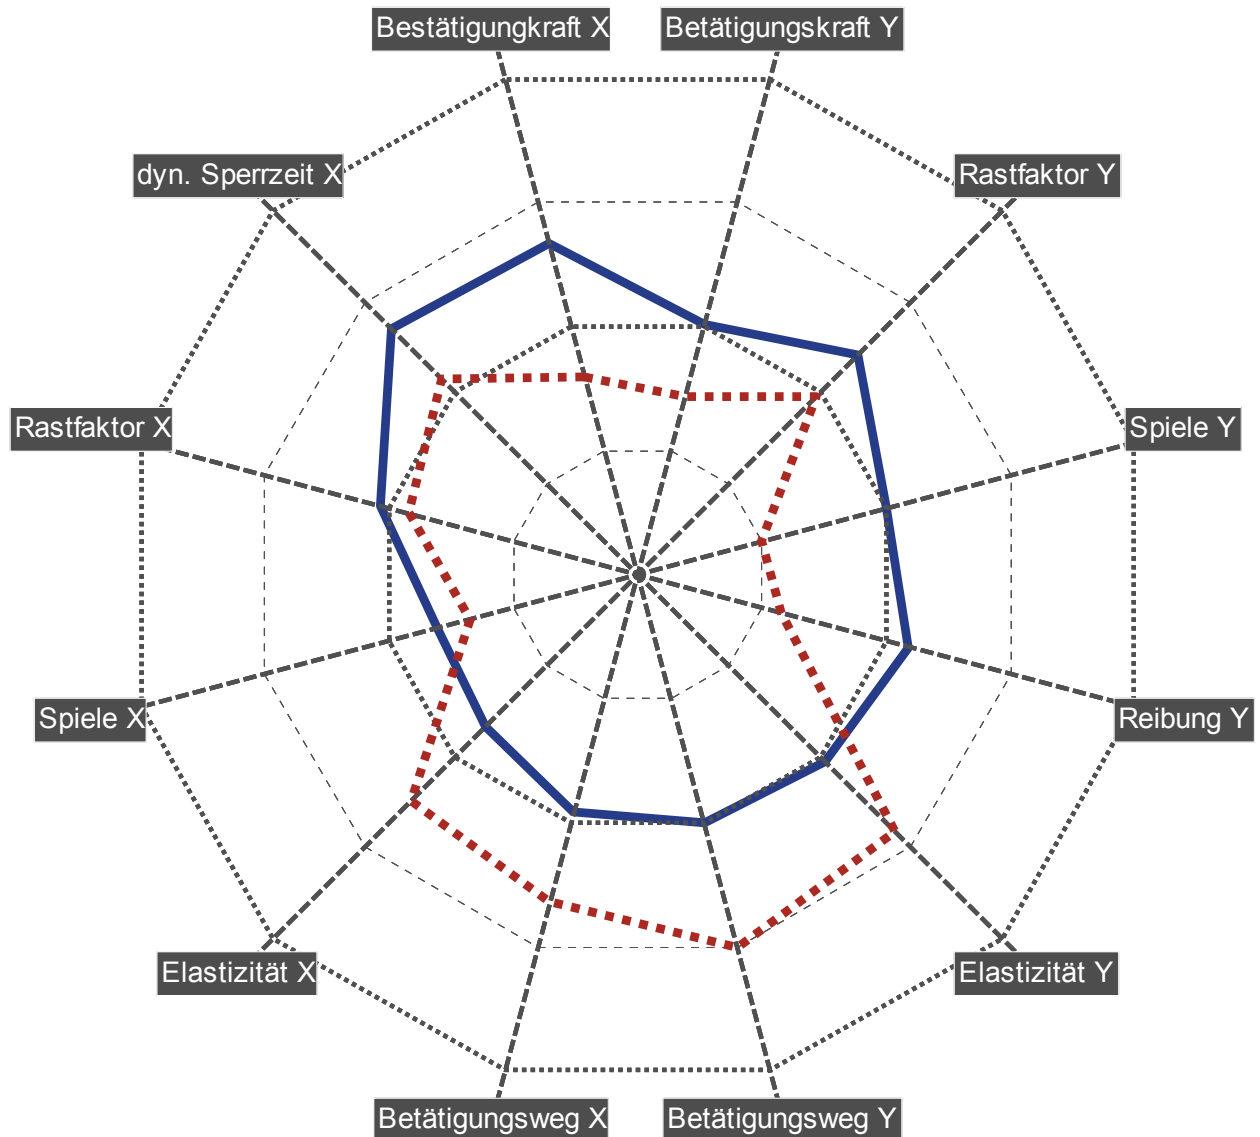 Bestätigungkraft X
Betätigungskraft Y
dyn. Sperrzeit X
Rastfaktor Y
Rastfaktor X
Spiele Y
Spiele X
Reibung Y
Elastizität X
Elastizität Y
Betätigungsweg X
Betätigungsweg Y